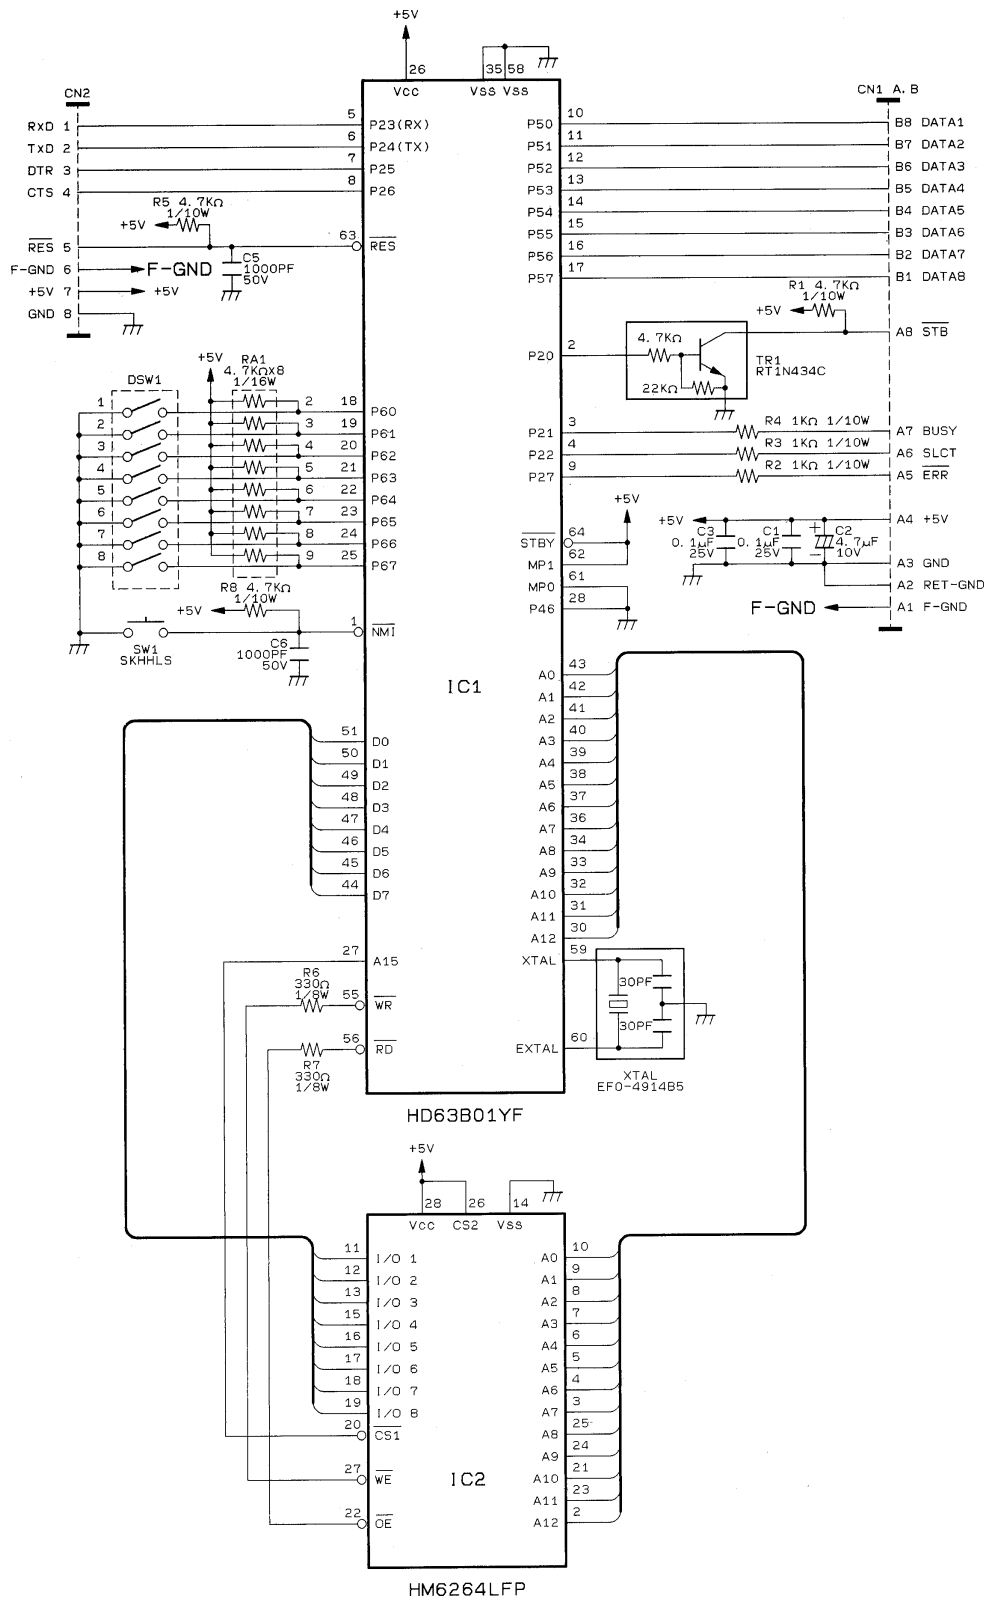 +5V
26
35 58
Vcc
Vss Vss
CN2
CN1 A.B
RxD 1
5
P23(RX)
TxD 2
6
P24(TX)
DTR 3
7
P25
CTS 4
8
P26
R5 4.7KΩ
1/10W
+5V
RES 5
63
RES
F-GND 6
F-GND
C5
1000PF
50V
+5V 7
+5V
GND 8
P50
10
B8 DATA1
P51
11
B7 DATA2
P52
12
B6 DATA3
P53
13
B5 DATA4
P54
14
B4 DATA5
P55
15
B3 DATA6
P56
16
B2 DATA7
P57
17
B1 DATA8
R1 4.7KΩ
1/10W
+5V
A8 STB
P20
2
4.7KΩ
22KΩ
TR1
RT1N434C
P21
3
R4 1KΩ 1/10W
A7 BUSY
P22
4
R3 1KΩ 1/10W
A6 SLCT
P27
9
R2 1KΩ 1/10W
A5 ERR
+5V
A4 +5V
C3
0.1µF
25V
C1
0.1µF
25V
+
C2
4.7µF
10V
−
A3 GND
A2 RET-GND
F-GND
A1 F-GND
+5V
STBY
64
MP1
62
MP0
61
P46
28
DSW1
+5V
RA1
4.7KΩX8
1/16W
1
2
18
P60
2
3
19
P61
3
4
20
P62
4
5
21
P63
5
6
22
P64
6
7
23
P65
7
8
24
P66
8
9
25
P67
R8 4.7KΩ
1/10W
+5V
1
NMI
SW1
SKHHLS
C6
1000PF
50V
IC1
A0
43
A1
42
A2
41
A3
40
A4
39
A5
38
A6
37
A7
36
A8
34
A9
33
A10
32
A11
31
A12
30
51
D0
50
D1
49
D2
48
D3
47
D4
46
D5
45
D6
44
D7
27
A15
R6
330Ω
1/8W
55
WR
56
RD
R7
330Ω
1/8W
XTAL
59
30PF
30PF
EXTAL
60
XTAL
EFO-4914B5
HD63B01YF
+5V
28
26
14
Vcc
CS2
Vss
11
I/O 1
12
I/O 2
13
I/O 3
15
I/O 4
16
I/O 5
17
I/O 6
18
I/O 7
19
I/O 8
20
CS1
27
WE
22
OE
IC2
A0
10
A1
9
A2
8
A3
7
A4
6
A5
5
A6
4
A7
3
A8
25
A9
24
A10
21
A11
23
A12
2
HM6264LFP